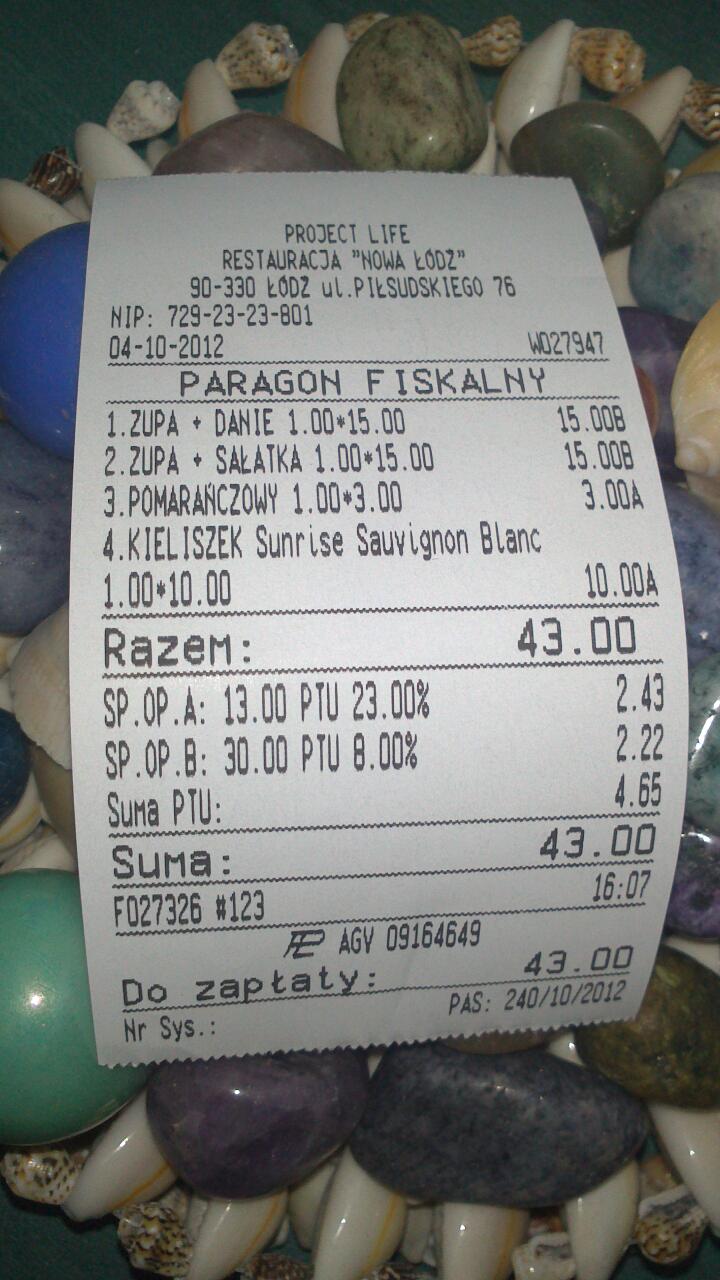 PROJECT LIFE
RESTAURACJA "NOWA ŁÓDŹ"
90-330 ŁÓDŹ ul.PIŁSUDSKIEGO 76
NIP: 729-23-23-801
04-10-2012 W027947
PARAGON FISKALNY
1.ZUPA + DANIE 1.00*15.00 15.00B
2.ZUPA + SAŁATKA 1.00*15.00 15.00B
3.POMARAŃCZOWY 1.00*3.00 3.00A
4.KIELISZEK Sunrise Sauvignon Blanc
1.00*10.00 10.00A
Razem: 43.00
SP.OP.A: 13.00 PTU 23.00% 2.43
SP.OP.B: 30.00 PTU 8.00% 2.22
Suma PTU: 4.65
Suma: 43.00
F027326 #123 16:07
AGV 09164649
Do zapłaty: 43.00
Nr Sys.: PAS: 240/10/2012